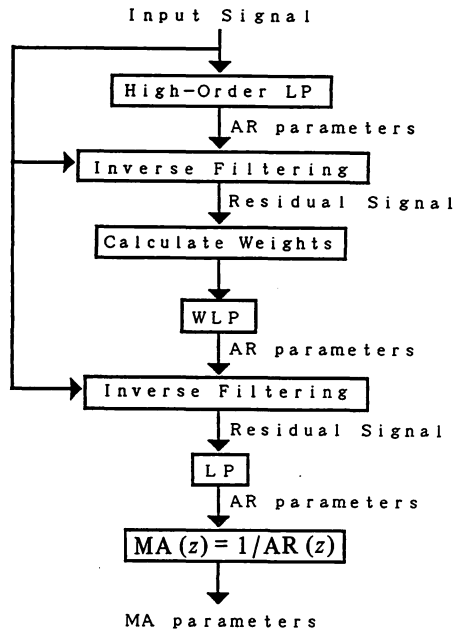 Input Signal
High-Order LP
AR parameters
Inverse Filtering
Residual Signal
Calculate Weights
WLP
AR parameters
Inverse Filtering
Residual Signal
LP
AR parameters
MA(z) = 1/AR(z)
MA parameters